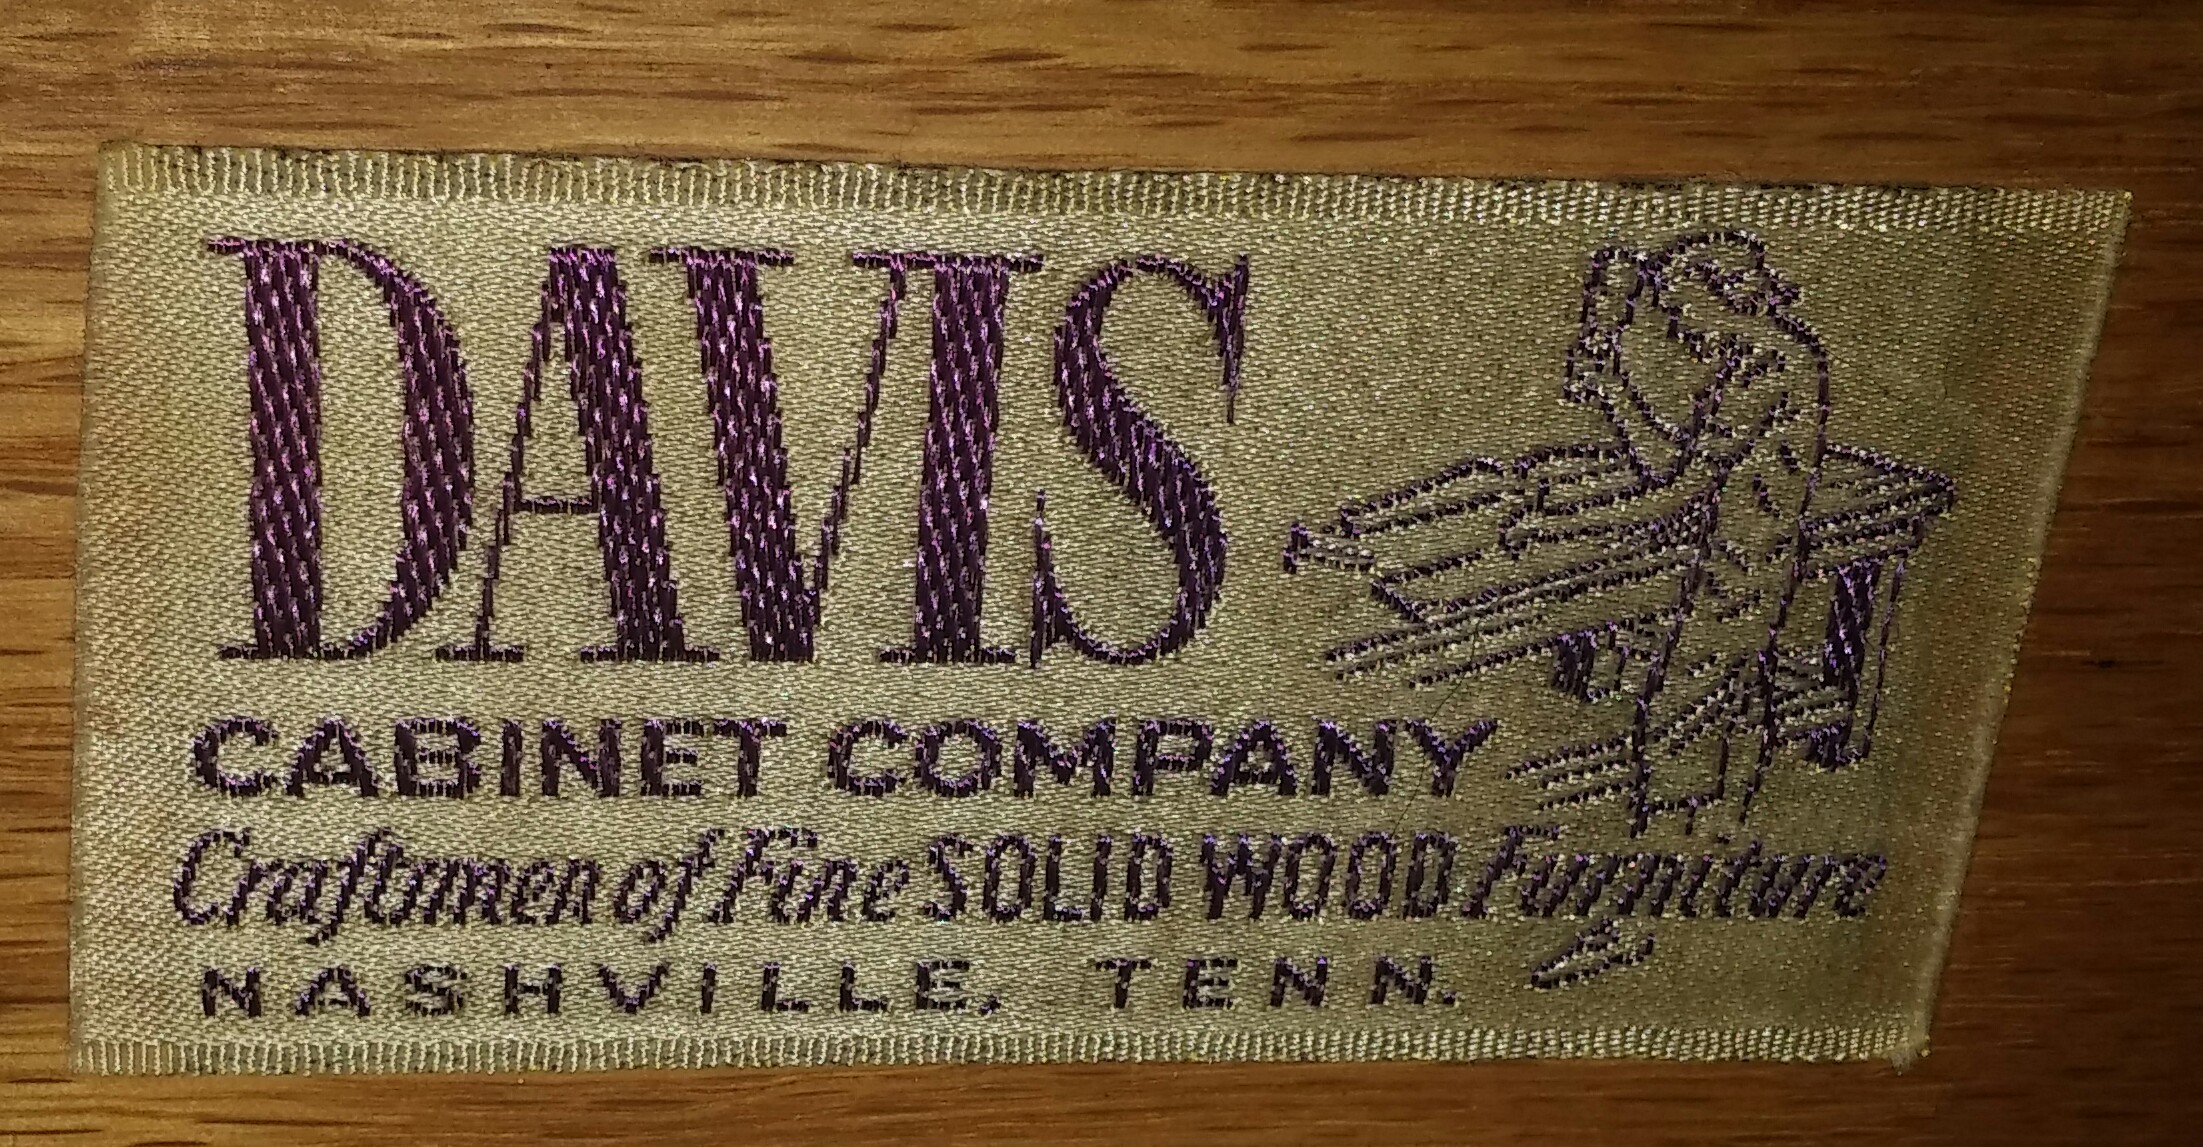 DAVIS
CABINET COMPANY
Craftsmen of Fine SOLID WOOD Furniture
NASHVILLE, TENN.